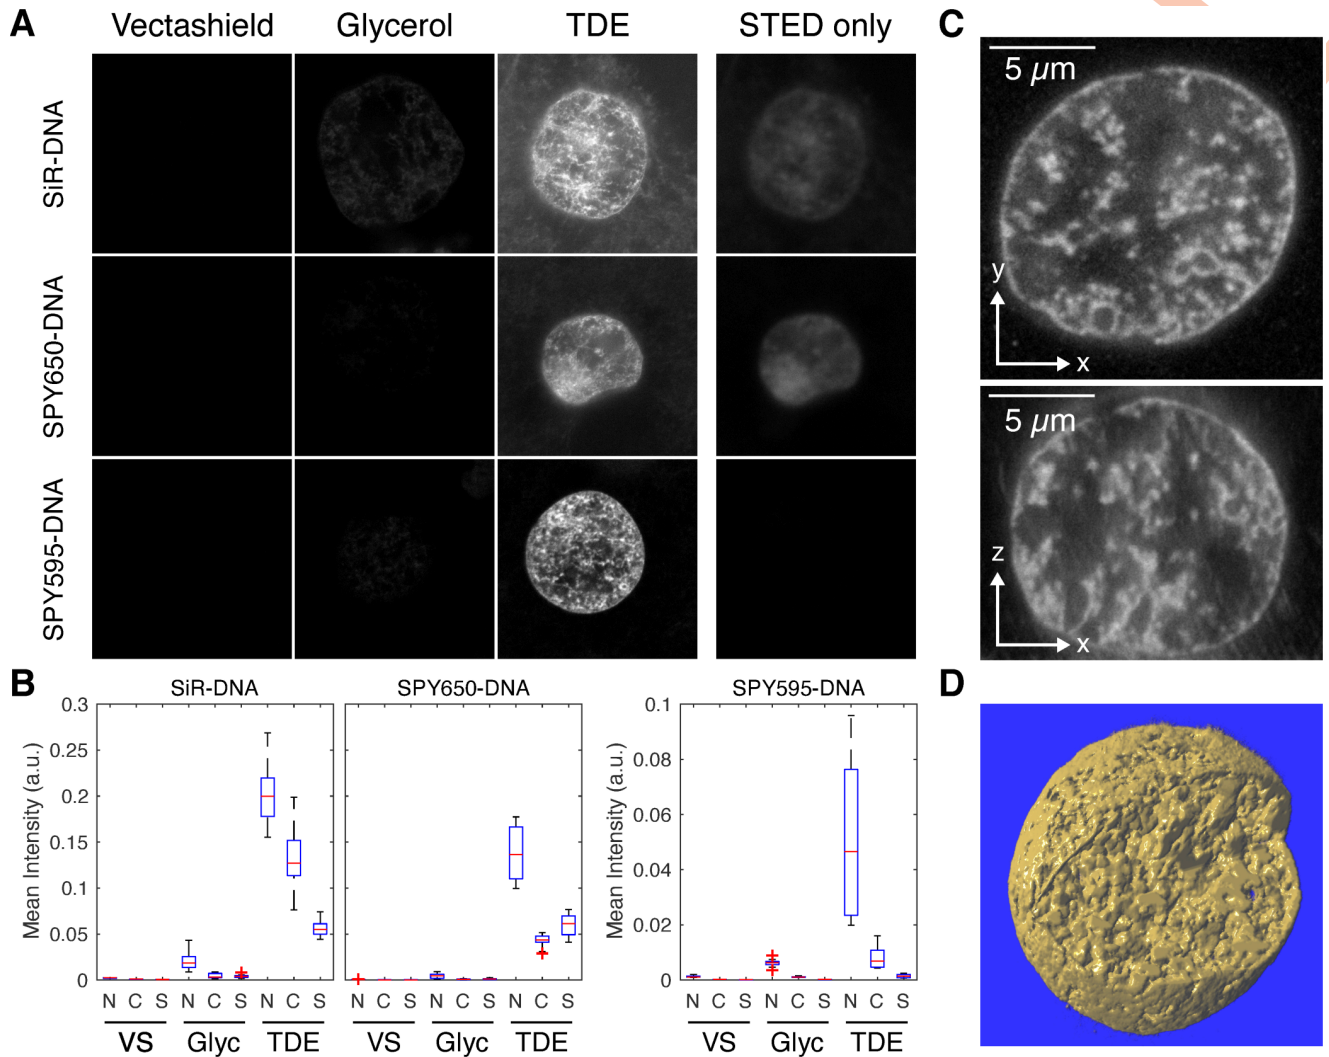 A
Vectashield
Glycerol
TDE
STED only
SiR-DNA
SPY650-DNA
SPY595-DNA
C
5 µm
y
x
5 µm
z
x
B
SiR-DNA
SPY650-DNA
SPY595-DNA
Mean Intensity (a.u.)
0.3
0.25
0.2
0.15
0.1
0.05
0
N C S N C S N C S
VS Glyc TDE
N C S N C S N C S
VS Glyc TDE
Mean Intensity (a.u.)
0.1
0.08
0.06
0.04
0.02
0
N C S N C S N C S
VS Glyc TDE
D